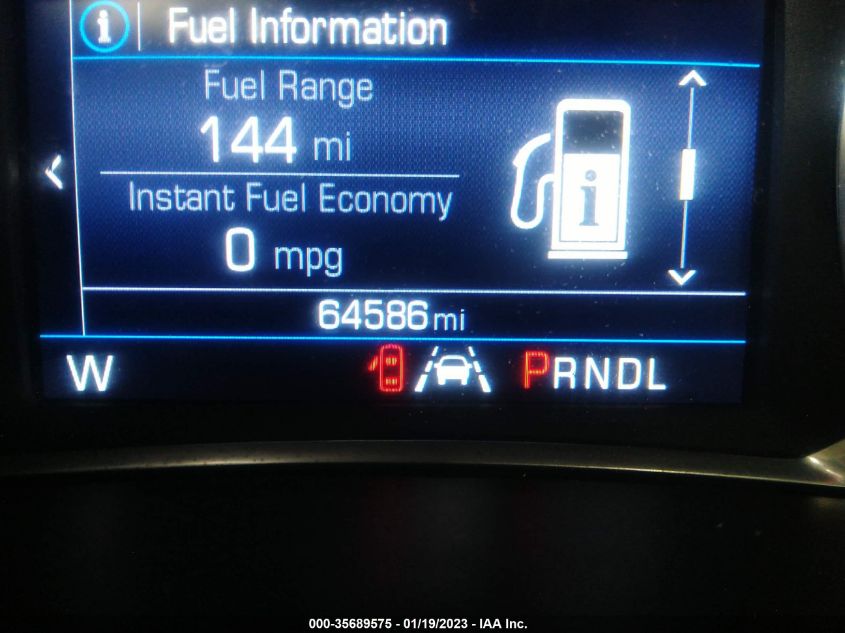 i Fuel Information
Fuel Range
144 mi
Instant Fuel Economy
0 mpg
i
64586 mi
W PRNDL
000-35689575 - 01/19/2023 - IAA Inc.